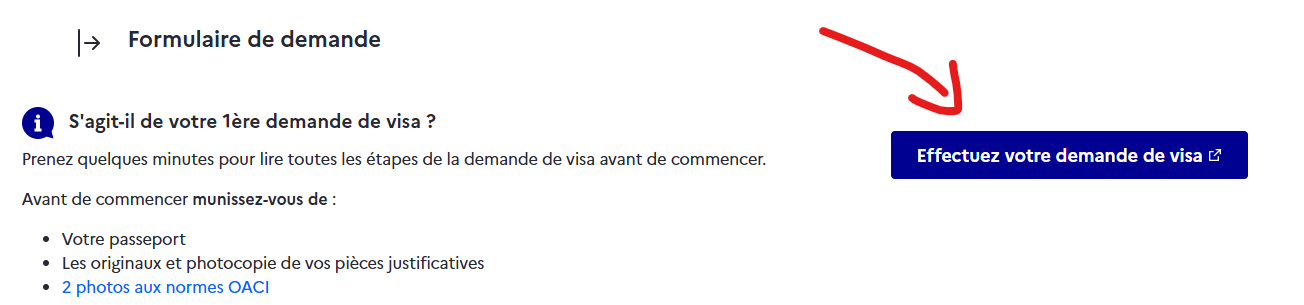 Formulaire de demande
S'agit-il de votre 1ère demande de visa ?
Prenez quelques minutes pour lire toutes les étapes de la demande de visa avant de commencer.
Effectuez votre demande de visa
Avant de commencer munissez-vous de :
Votre passeport
Les originaux et photocopie de vos pièces justificatives
2 photos aux normes OACI